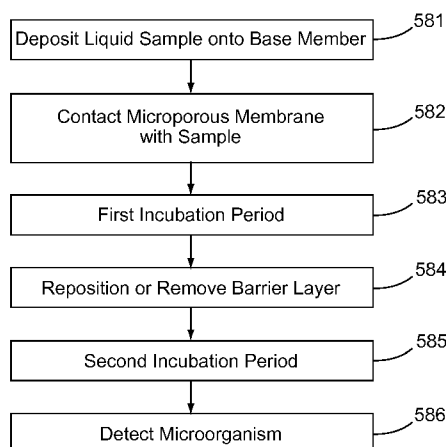 Deposit Liquid Sample onto Base Member
581
Contact Microporous Membrane
with Sample
582
First Incubation Period
583
Reposition or Remove Barrier Layer
584
Second Incubation Period
585
Detect Microorganism
586